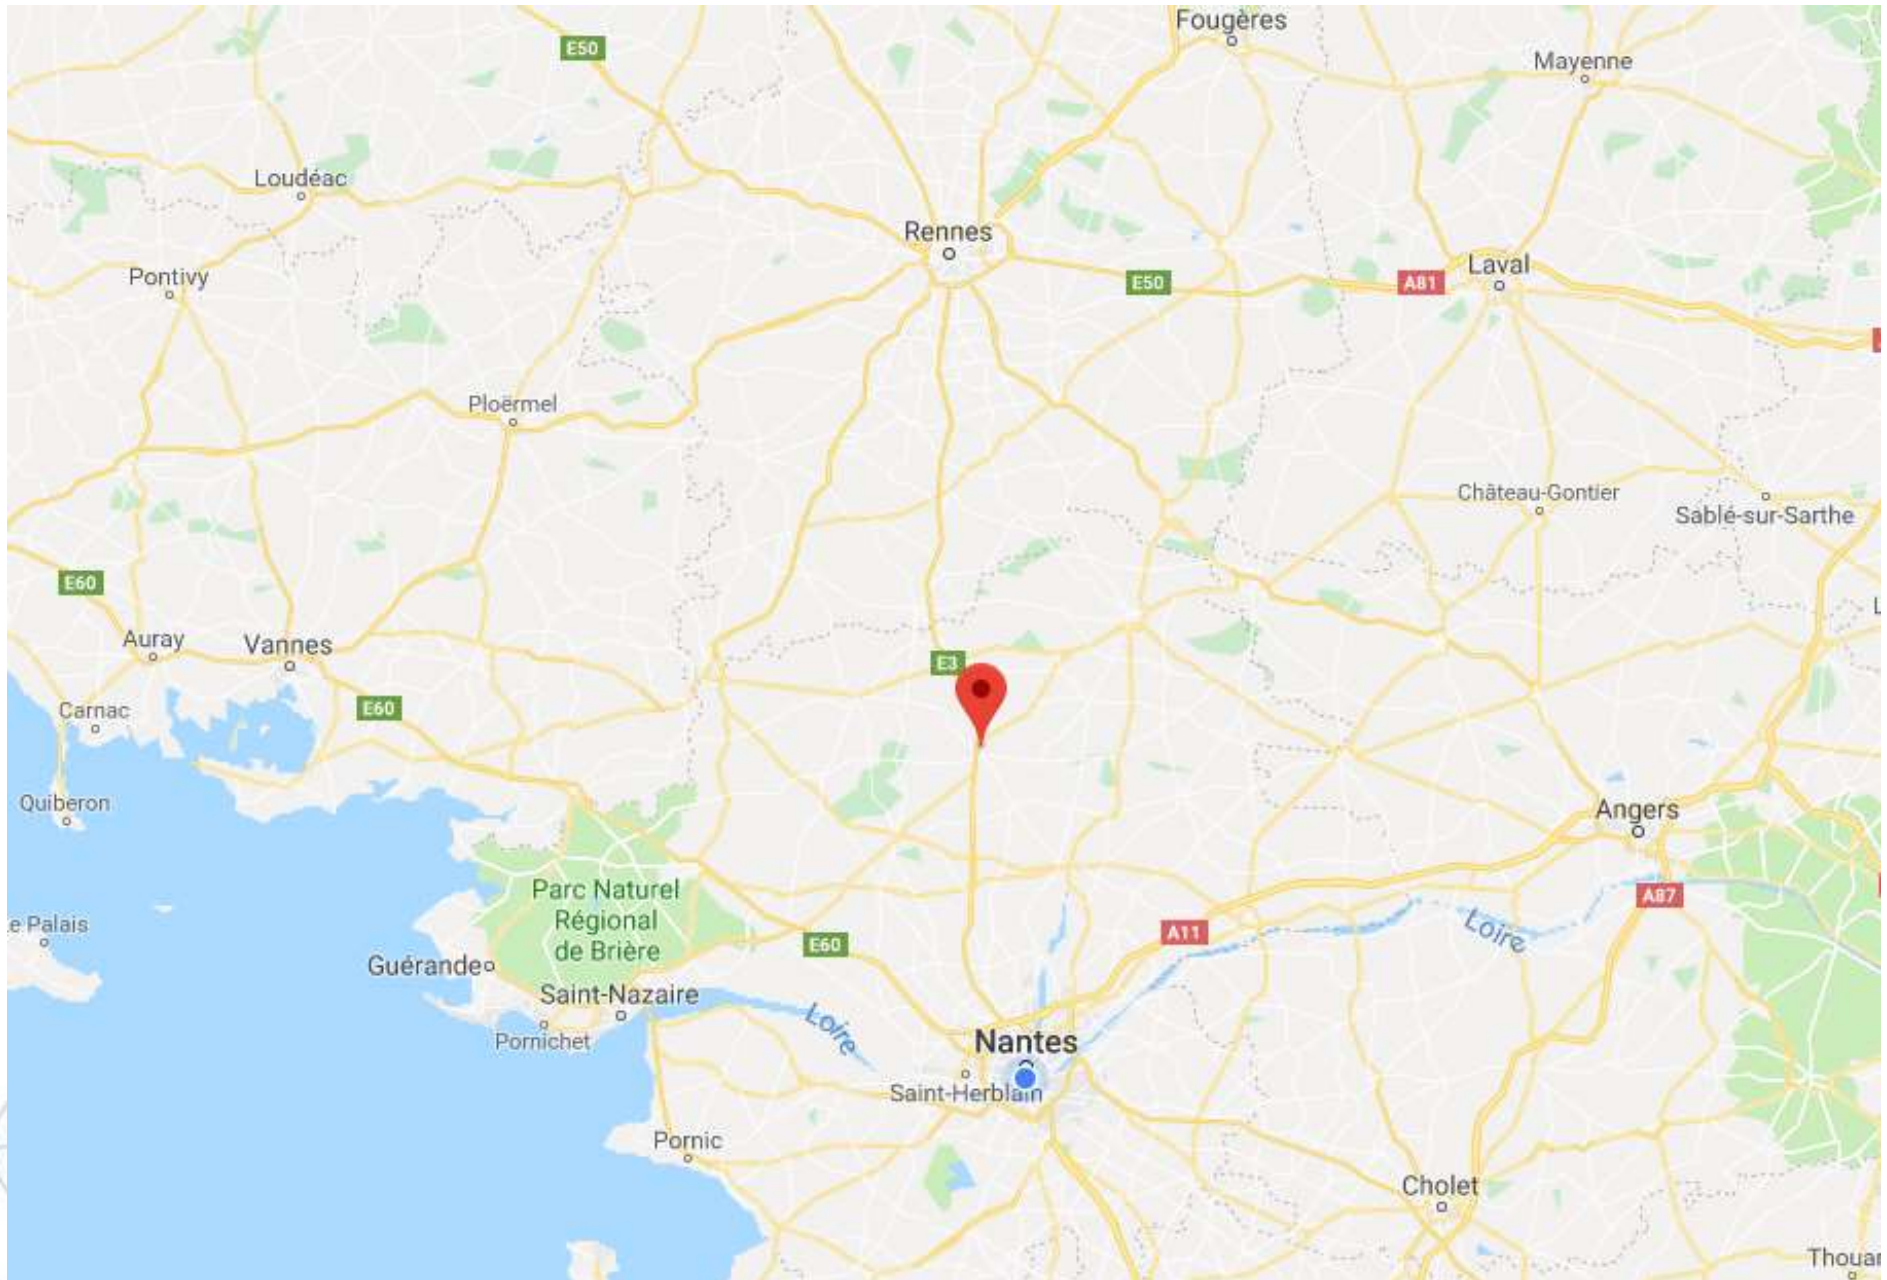 Fougères
E50
Mayenne
Loudéac
Rennes
Pontivy
E50
A81
Laval
Ploërmel
Château-Gontier
Sablé-sur-Sarthe
E60
Auray
Vannes
E3
E60
Carnac
Quiberon
Angers
Parc Naturel
Régional
de Brière
A87
Palais
E60
A11
Loire
Guérande
Saint-Nazaire
Loire
Pornichet
Nantes
Saint-Herblain
Pornic
Cholet
Thouar